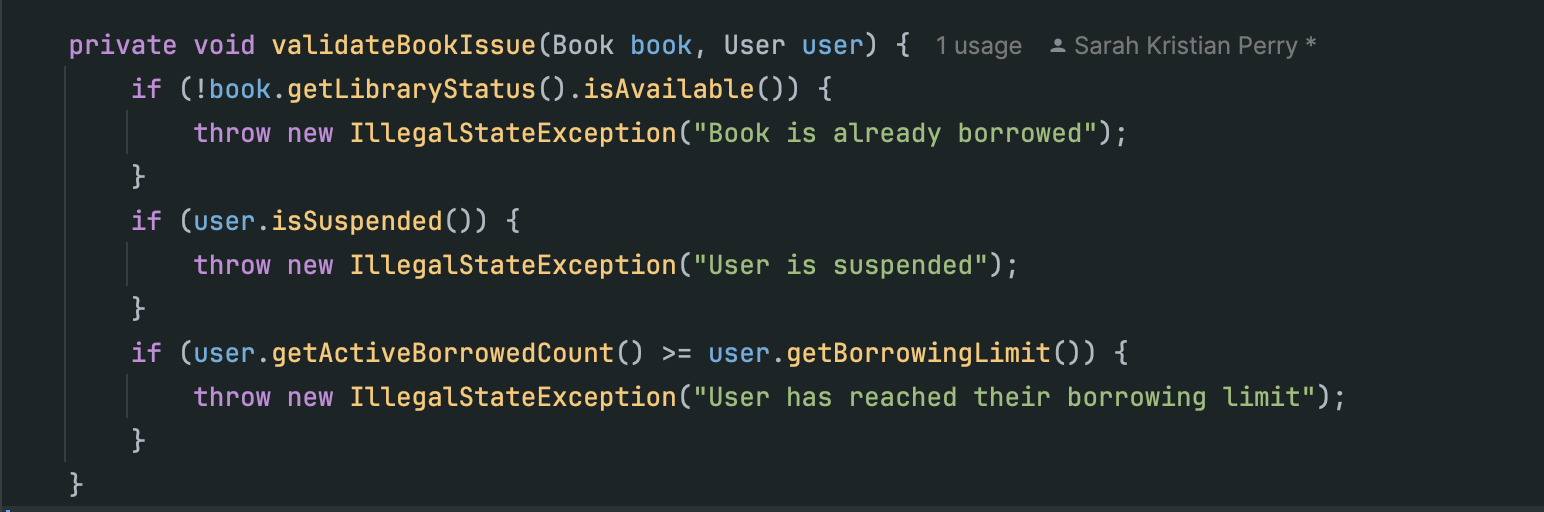 private void validateBookIssue(Book book, User user) { 1 usage Sarah Kristian Perry *
    if (!book.getLibraryStatus().isAvailable()) {
        throw new IllegalStateException("Book is already borrowed");
    }
    if (user.isSuspended()) {
        throw new IllegalStateException("User is suspended");
    }
    if (user.getActiveBorrowedCount() >= user.getBorrowingLimit()) {
        throw new IllegalStateException("User has reached their borrowing limit");
    }
}